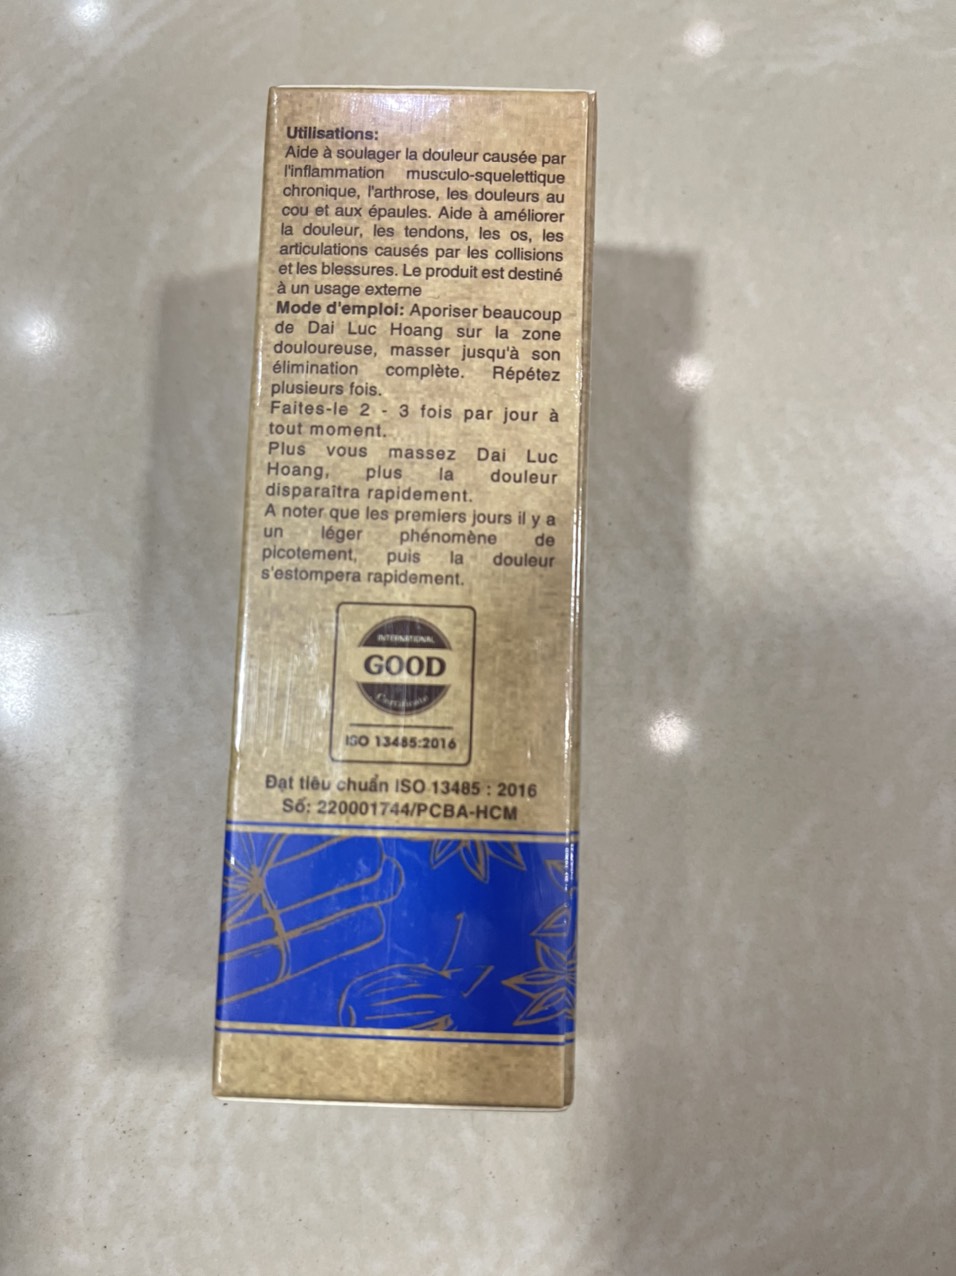 Utilisations:
Aide à soulager la douleur causée par
l'inflammation musculo-squelettique
chronique, l'arthrose, les douleurs au
cou et aux épaules. Aide à améliorer
la douleur, les tendons, les os, les
articulations causés par les collisions
et les blessures. Le produit est destiné
à un usage externe
Mode d'emploi: Aporiser beaucoup
de Dai Luc Hoang sur la zone
douloureuse, masser jusqu'à son
élimination complète. Répétez
plusieurs fois.
Faites-le 2 - 3 fois par jour à
tout moment.
Plus vous massez Dai Luc
Hoang, plus la douleur
disparaîtra rapidement.
A noter que les premiers jours il y a
un léger phénomène de
picotement, puis la douleur
s'estompera rapidement.
INTERNATIONAL
GOOD
ISO 13485:2016
Đạt tiêu chuẩn ISO 13485 : 2016
Số: 220001744/PCBA-HCM